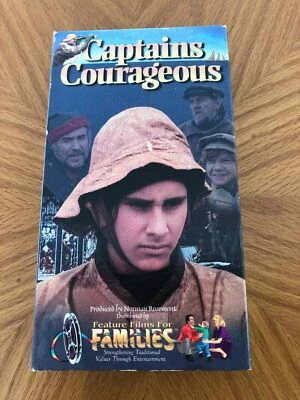 Captains
Courageous
Produced by Norman Rosemont
Distributed by
Feature Films For
FAMILIES
Strengthening Traditional
Values Through Entertainment